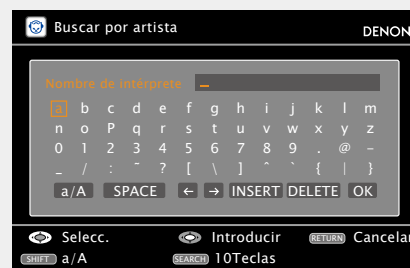 Buscar por artista DENON
Nombre de intérprete _
a b c d e f g h i j k l m
n o P q r s t u v w x y z
0 1 2 3 4 5 6 7 8 9 . @ –
_ / : ~ ? [ \ ] ^ ` { | }
a/A SPACE ← → INSERT DELETE OK
Selecc. Introducir RETURN Cancelar
SHIFT a/A SEARCH 10Teclas